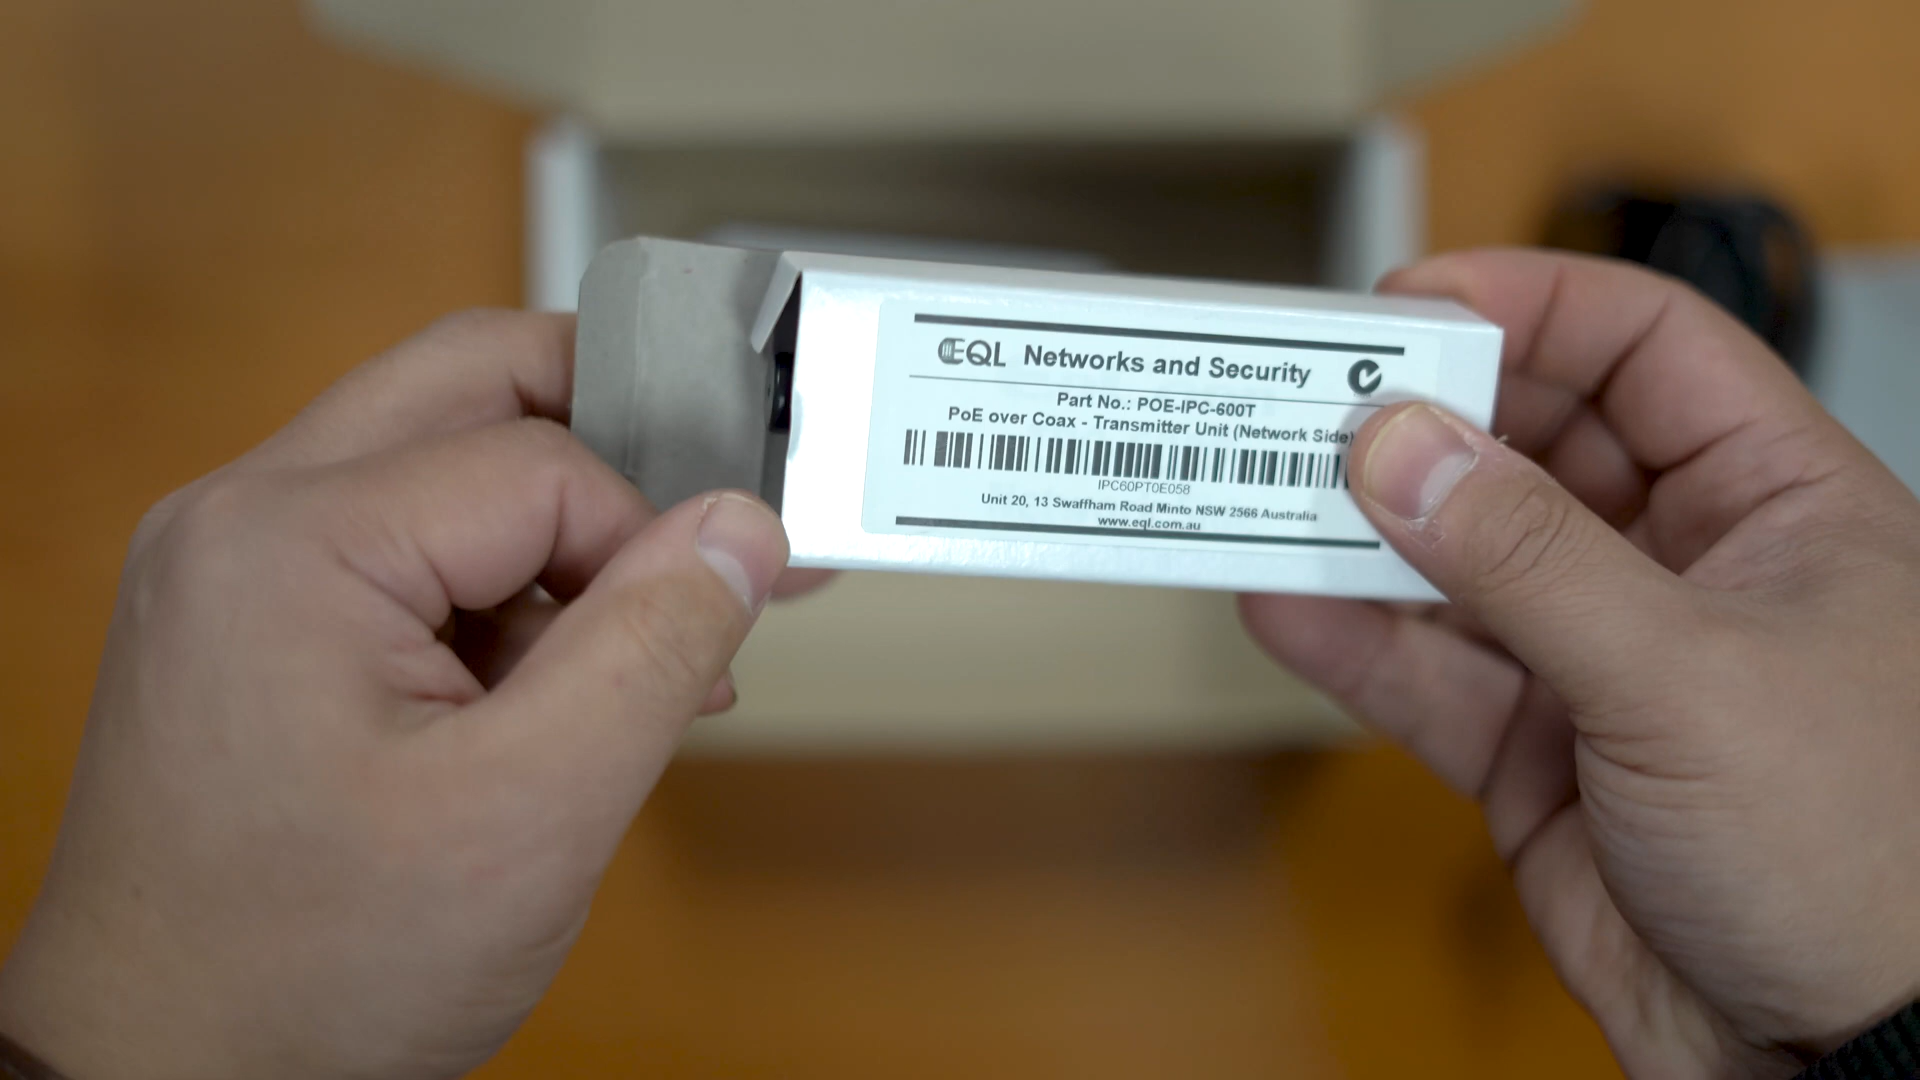 EQL Networks and Security
Part No.: POE-IPC-600T
PoE over Coax - Transmitter Unit (Network Side)
IPC60PT0E058
Unit 20, 13 Swaffham Road Minto NSW 2566 Australia
www.eql.com.au